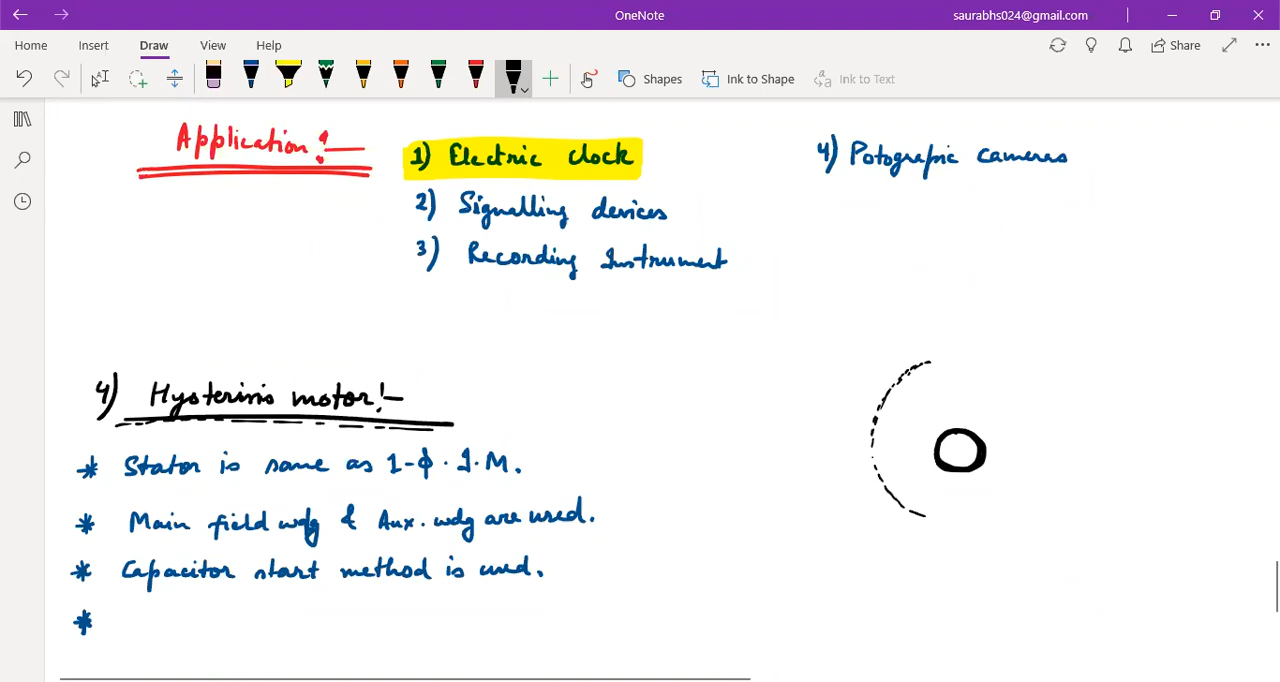 OneNote
saurabhs024@gmail.com
Home Insert Draw View Help
Share
Shapes Ink to Shape Ink to Text
Application:-
1) Electric clock
2) Signalling devices
3) Recording Instrument
4) Potografic cameras
4) Hysterisis motor:-
* Stator is same as 1-ϕ. I.M.
* Main field wdg & Aux. wdg are used.
* Capacitor start method is used.
*